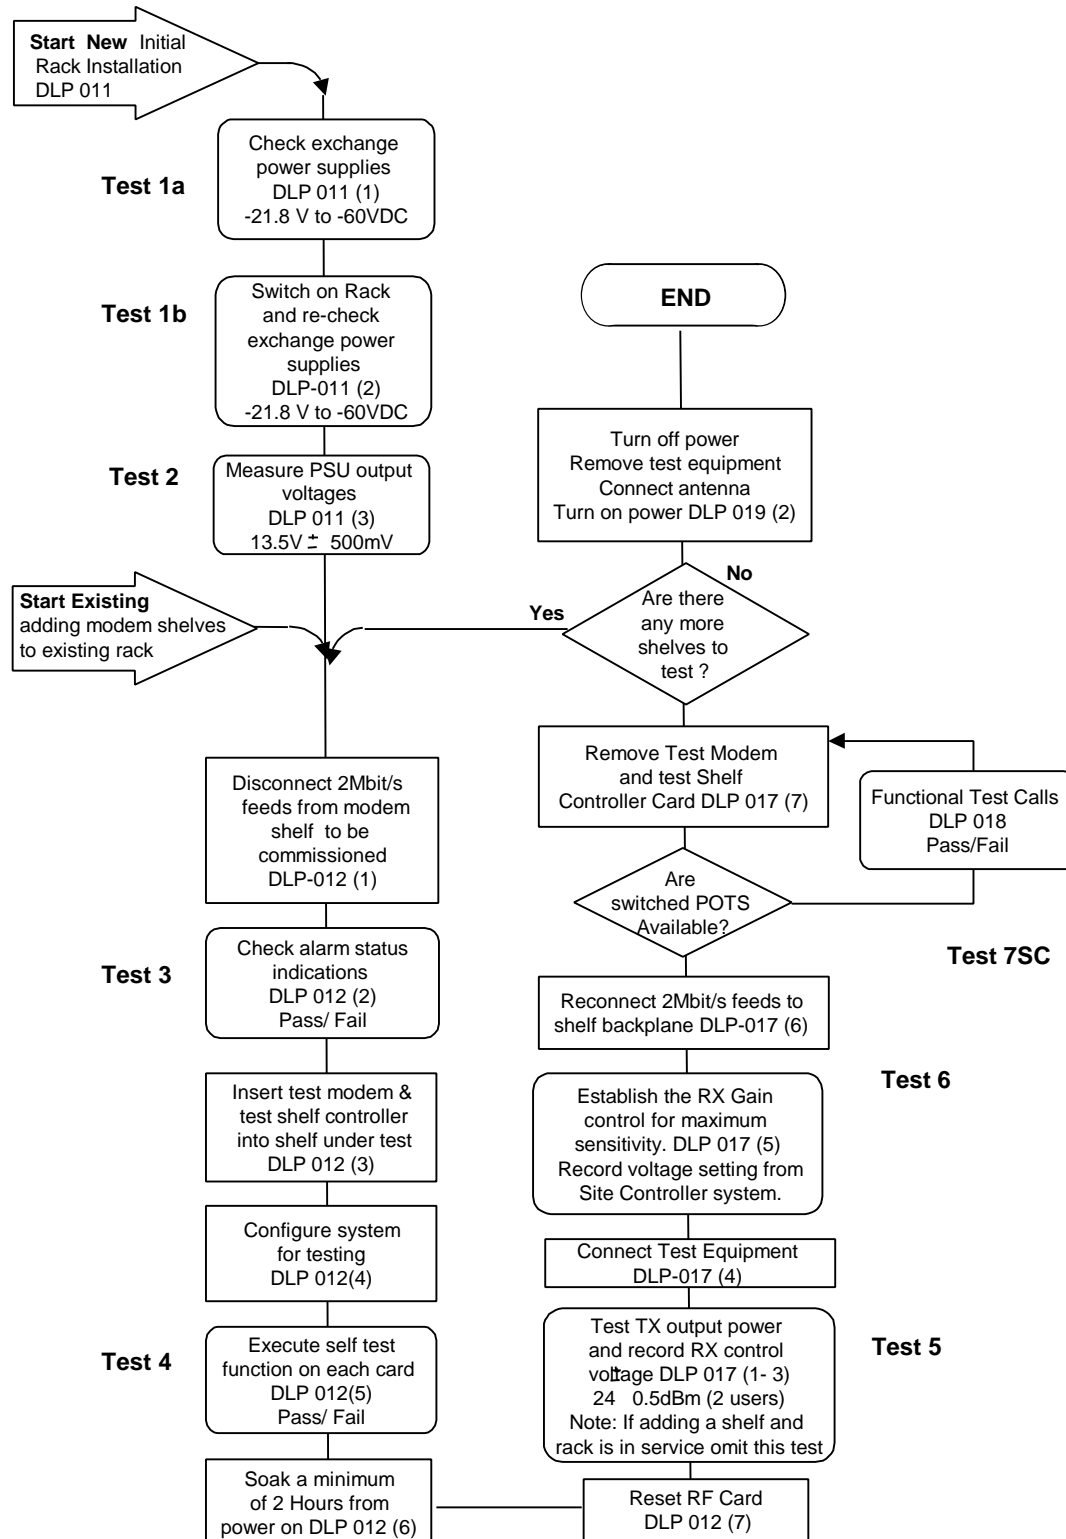 Start New Initial
Rack Installation
DLP 011
Check exchange
power supplies
DLP 011 (1)
-21.8 V to -60VDC
Test 1a
Switch on Rack
and re-check
exchange power
supplies
DLP-011 (2)
-21.8 V to -60VDC
Test 1b
Measure PSU output
voltages
DLP 011 (3)
13.5V ± 500mV
Test 2
Start Existing
adding modem shelves
to existing rack
Disconnect 2Mbit/s
feeds from modem
shelf to be
commissioned
DLP-012 (1)
Check alarm status
indications
DLP 012 (2)
Pass/ Fail
Test 3
Insert test modem &
test shelf controller
into shelf under test
DLP 012 (3)
Configure system
for testing
DLP 012(4)
Execute self test
function on each card
DLP 012(5)
Pass/ Fail
Test 4
Soak a minimum
of 2 Hours from
power on DLP 012 (6)
Reset RF Card
DLP 012 (7)
Test TX output power
and record RX control
voltage DLP 017 (1- 3)
24 ± 0.5dBm (2 users)
Note: If adding a shelf and
rack is in service omit this test
Test 5
Connect Test Equipment
DLP-017 (4)
Establish the RX Gain
control for maximum
sensitivity. DLP 017 (5)
Record voltage setting from
Site Controller system.
Test 6
Reconnect 2Mbit/s feeds to
shelf backplane DLP-017 (6)
Are
switched POTS
Available?
Functional Test Calls
DLP 018
Pass/Fail
Test 7SC
Remove Test Modem
and test Shelf
Controller Card DLP 017 (7)
Are there
any more
shelves to
test ?
Yes
No
Turn off power
Remove test equipment
Connect antenna
Turn on power DLP 019 (2)
END